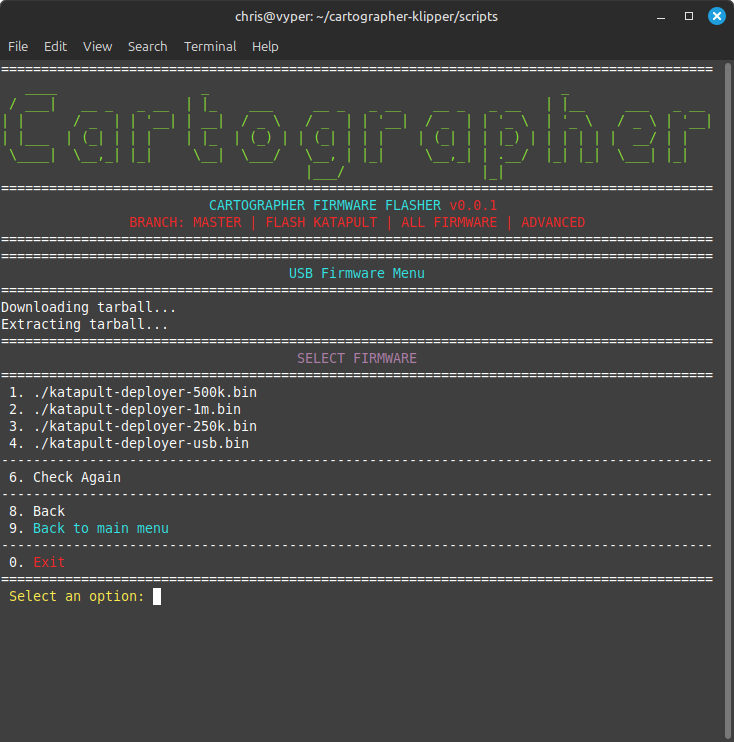 chris@vyper: ~/cartographer-klipper/scripts
File Edit View Search Terminal Help
Cartographer
CARTOGRAPHER FIRMWARE FLASHER v0.0.1
BRANCH: MASTER | FLASH KATAPULT | ALL FIRMWARE | ADVANCED
USB Firmware Menu
Downloading tarball...
Extracting tarball...
SELECT FIRMWARE
1. ./katapult-deployer-500k.bin
2. ./katapult-deployer-1m.bin
3. ./katapult-deployer-250k.bin
4. ./katapult-deployer-usb.bin
6. Check Again
8. Back
9. Back to main menu
0. Exit
Select an option: